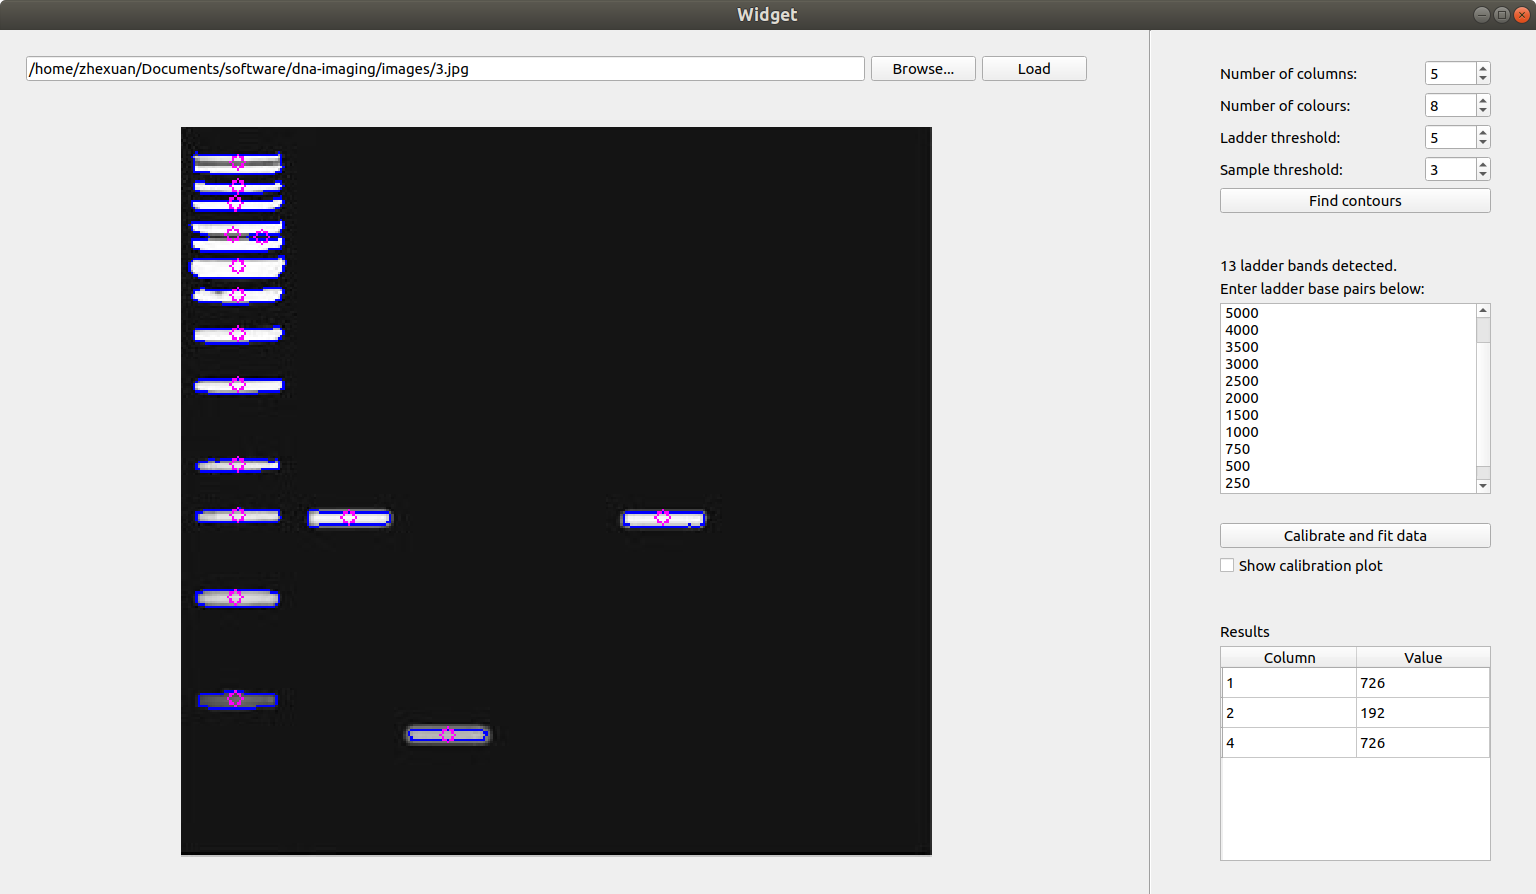 Widget
/home/zhexuan/Documents/software/dna-imaging/images/3.jpg
Browse...
Load
Number of columns: 5
Number of colours: 8
Ladder threshold: 5
Sample threshold: 3
Find contours
13 ladder bands detected.
Enter ladder base pairs below:
5000
4000
3500
3000
2500
2000
1500
1000
750
500
250
Calibrate and fit data
Show calibration plot
Results
Column Value
1 726
2 192
4 726